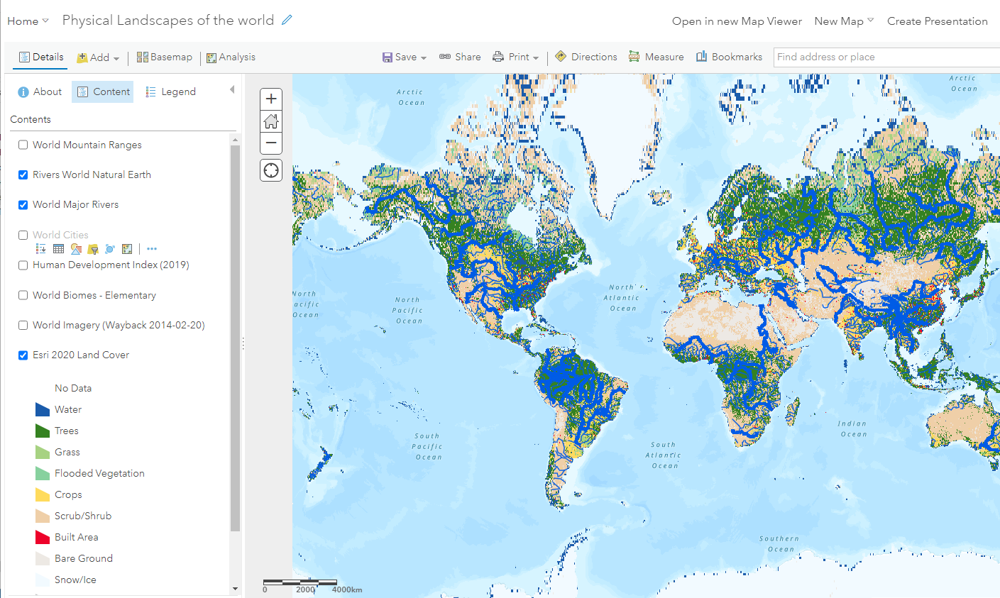 Home
Physical Landscapes of the world
Open in new Map Viewer
New Map
Create Presentation
Details
Add
Basemap
Analysis
Save
Share
Print
Directions
Measure
Bookmarks
Find address or place
About
Content
Legend
Contents
World Mountain Ranges
Rivers World Natural Earth
World Major Rivers
World Cities
Human Development Index (2019)
World Biomes - Elementary
World Imagery (Wayback 2014-02-20)
Esri 2020 Land Cover
No Data
Water
Trees
Grass
Flooded Vegetation
Crops
Scrub/Shrub
Built Area
Bare Ground
Snow/Ice
Arctic
Ocean
Arctic
Ocean
North
acific
Ocean
North
Pacific
Ocean
North
Atlantic
Ocean
South
Pacific
Ocean
South
Atlantic
Ocean
Indian
Ocean
Southern
Ocean
0 2000 4000km